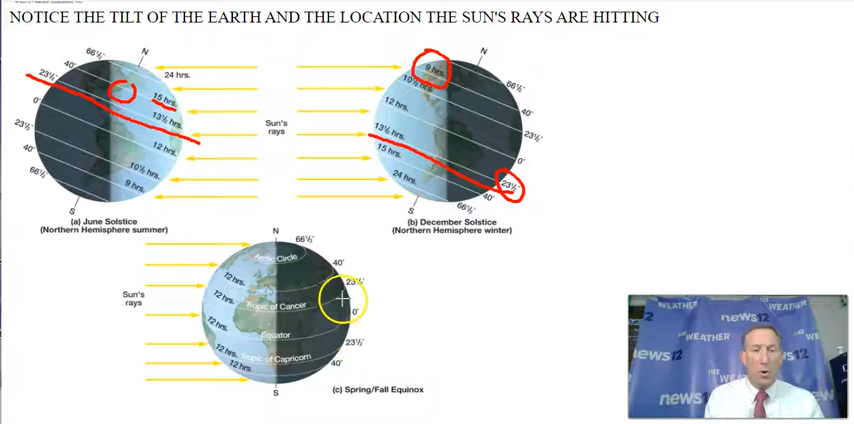 NOTICE THE TILT OF THE EARTH AND THE LOCATION THE SUN'S RAYS ARE HITTING
N
66½°
40°
23½°
0°
23½°
40°
66½°
S
24 hrs.
15 hrs.
13½ hrs.
12 hrs.
10½ hrs.
9 hrs.
(a) June Solstice
(Northern Hemisphere summer)
Sun's
rays
N
9 hrs.
10½ hrs.
12 hrs.
13½ hrs.
15 hrs.
24 hrs.
66½°
40°
23½°
0°
23½°
40°
66½°
S
(b) December Solstice
(Northern Hemisphere winter)
Sun's
rays
N
66½°
Arctic Circle
40°
12 hrs.
23½°
12 hrs.
Tropic of Cancer
0°
12 hrs.
Equator
23½°
12 hrs.
Tropic of Capricorn
12 hrs.
40°
S
(c) Spring/Fall Equinox
WEATHER
news12
WEATHER
ews12
news